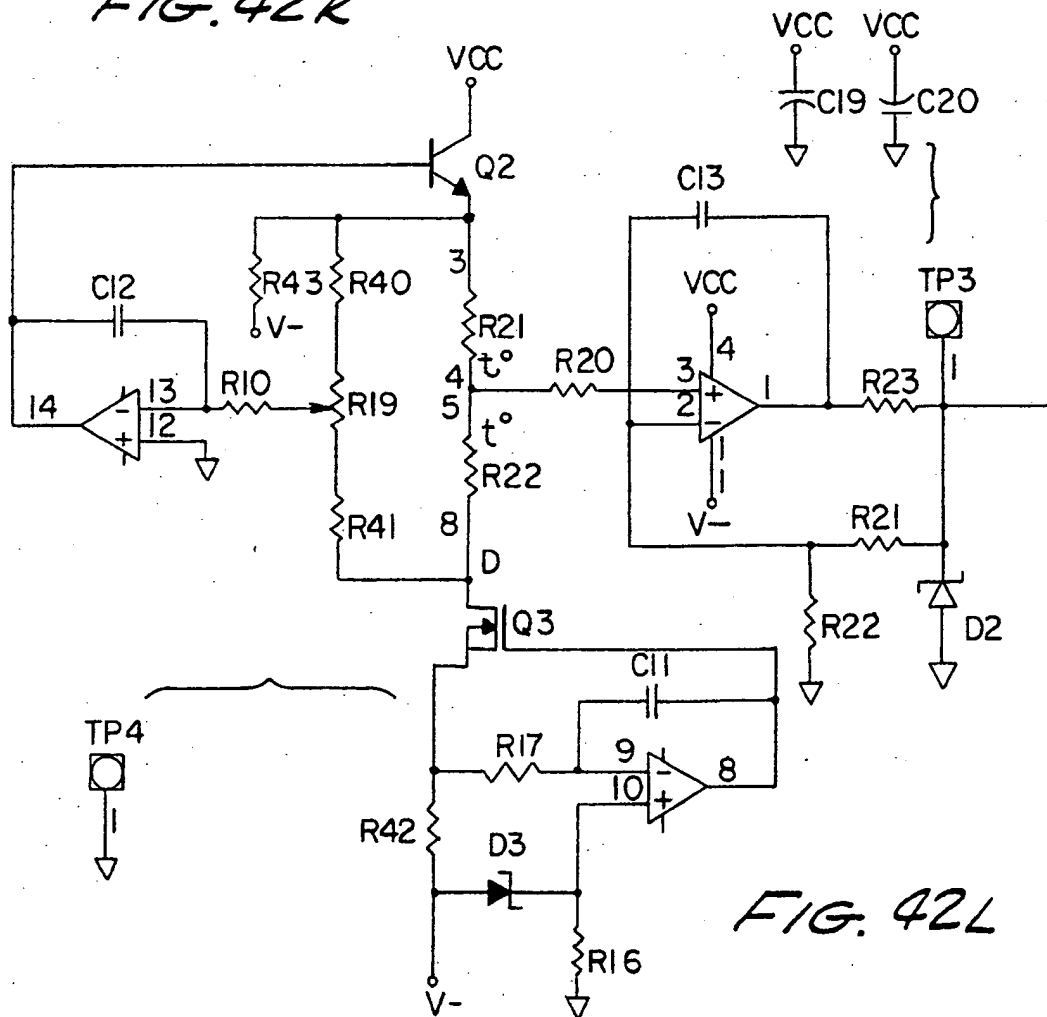 FIG. 42K
VCC
VCC
VCC
C19
C20
Q2
C13
3
R43
R40
C12
V-
R21
t°
VCC
4
TP3
1
R20
4
5
3
+
2
-
1
R23
14
13
-
12
+
R10
R19
t°
R22
1
1
V-
R41
8
D
R21
R22
D2
Q3
C11
TP4
1
R17
9
-
10
+
8
R42
D3
R16
V-
FIG. 42L